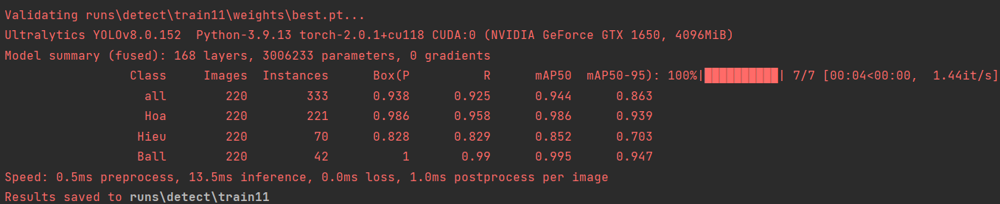 Validating runs\detect\train11\weights\best.pt...
Ultralytics YOLOv8.0.152  Python-3.9.13 torch-2.0.1+cu118 CUDA:0 (NVIDIA GeForce GTX 1650, 4096MiB)
Model summary (fused): 168 layers, 3006233 parameters, 0 gradients
Class     Images  Instances      Box(P          R      mAP50  mAP50-95): 100%|██████████| 7/7 [00:04<00:00,  1.44it/s]
all        220        333      0.938      0.925      0.944      0.863
Hoa        220        221      0.986      0.958      0.986      0.939
Hieu        220         70      0.828      0.829      0.852      0.703
Ball        220         42          1       0.99      0.995      0.947
Speed: 0.5ms preprocess, 13.5ms inference, 0.0ms loss, 1.0ms postprocess per image
Results saved to runs\detect\train11